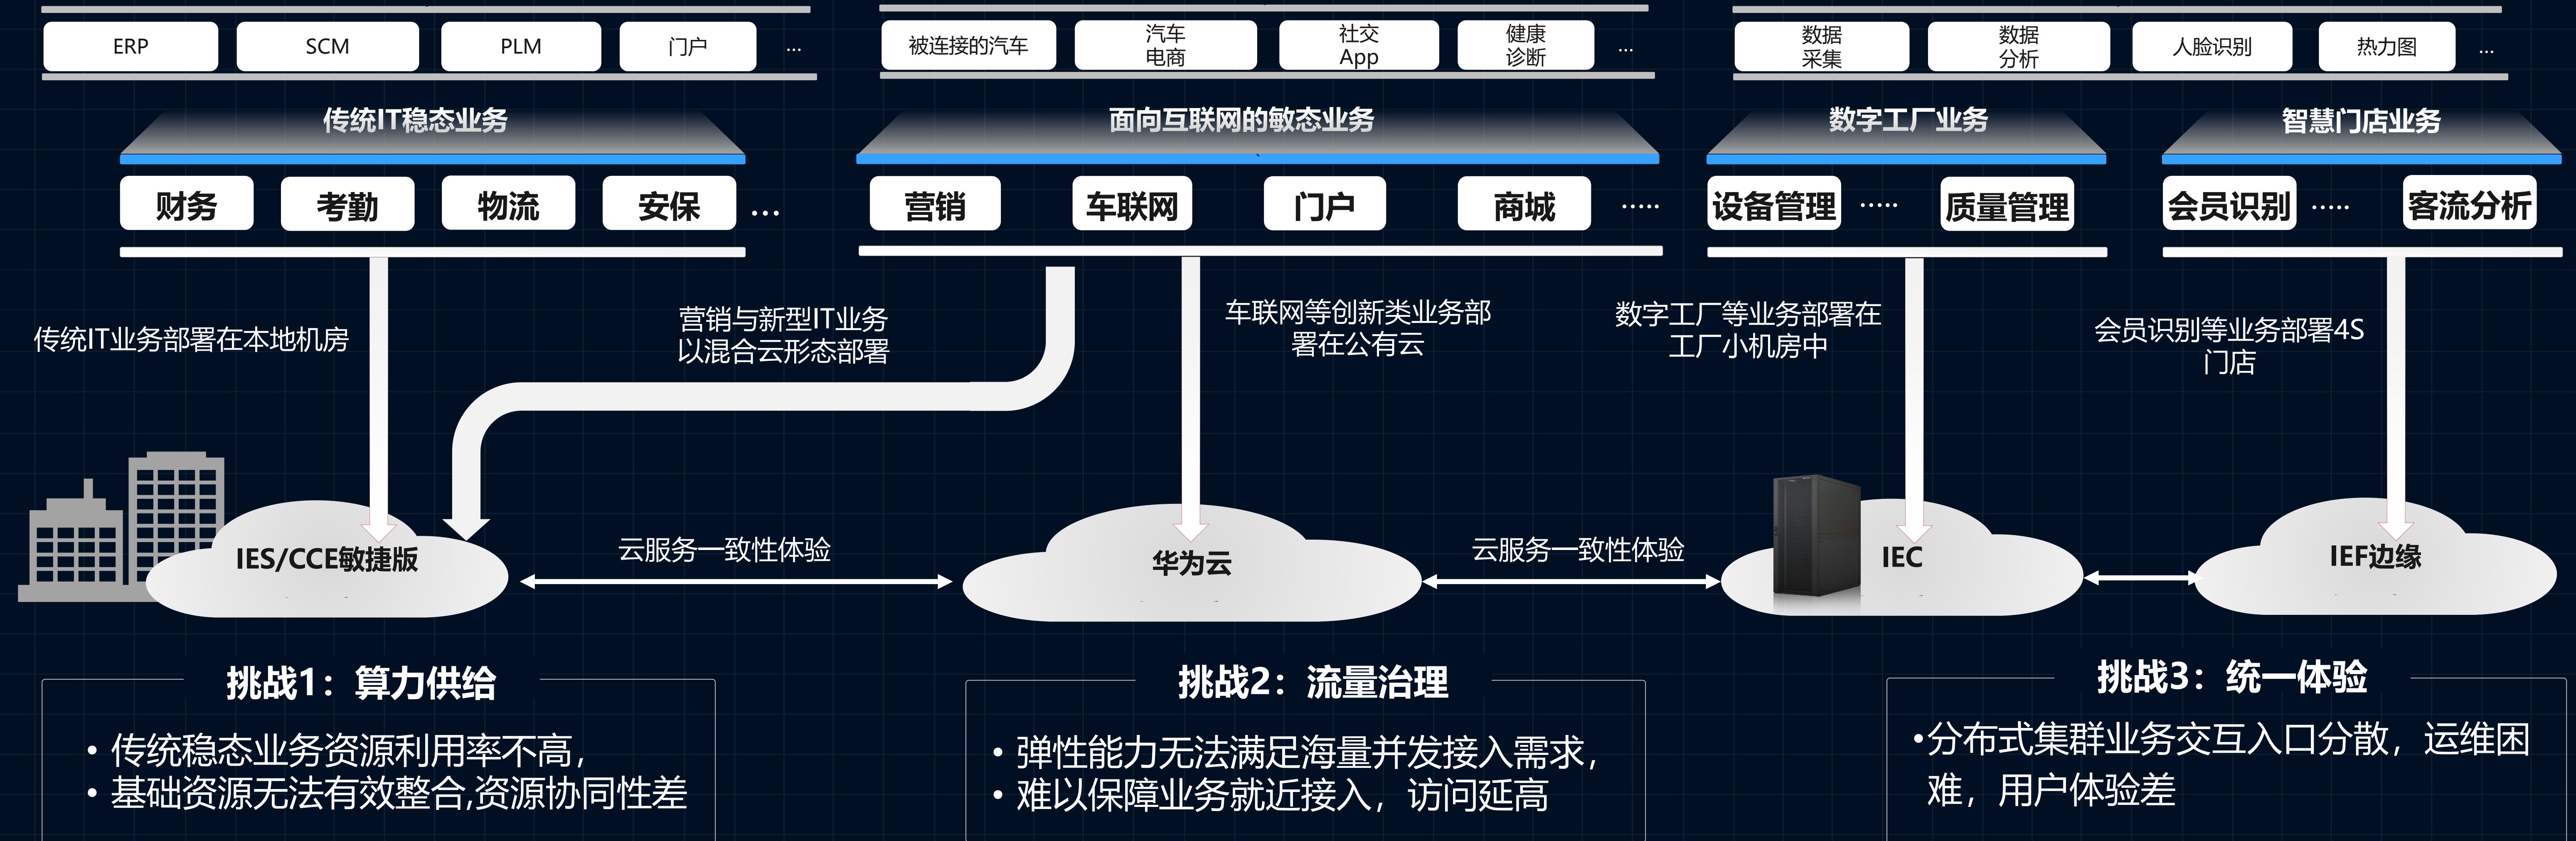 ERP
SCM
PLM
门户
...
被连接的汽车
汽车
电商
社交
App
健康
诊断
...
数据
采集
数据
分析
人脸识别
热力图
...
传统IT稳态业务
面向互联网的敏态业务
数字工厂业务
智慧门店业务
财务
考勤
物流
安保
...
营销
车联网
门户
商城
.....
设备管理
.....
质量管理
会员识别
.....
客流分析
传统IT业务部署在本地机房
营销与新型IT业务
以混合云形态部署
车联网等创新类业务部
署在公有云
数字工厂等业务部署在
工厂小机房中
会员识别等业务部署4S
门店
IES/CCE敏捷版
云服务一致性体验
华为云
云服务一致性体验
IEC
IEF边缘
挑战1：算力供给
• 传统稳态业务资源利用率不高，
• 基础资源无法有效整合,资源协同性差
挑战2：流量治理
• 弹性能力无法满足海量并发接入需求，
• 难以保障业务就近接入，访问延高
挑战3：统一体验
•分布式集群业务交互入口分散，运维困
难，用户体验差